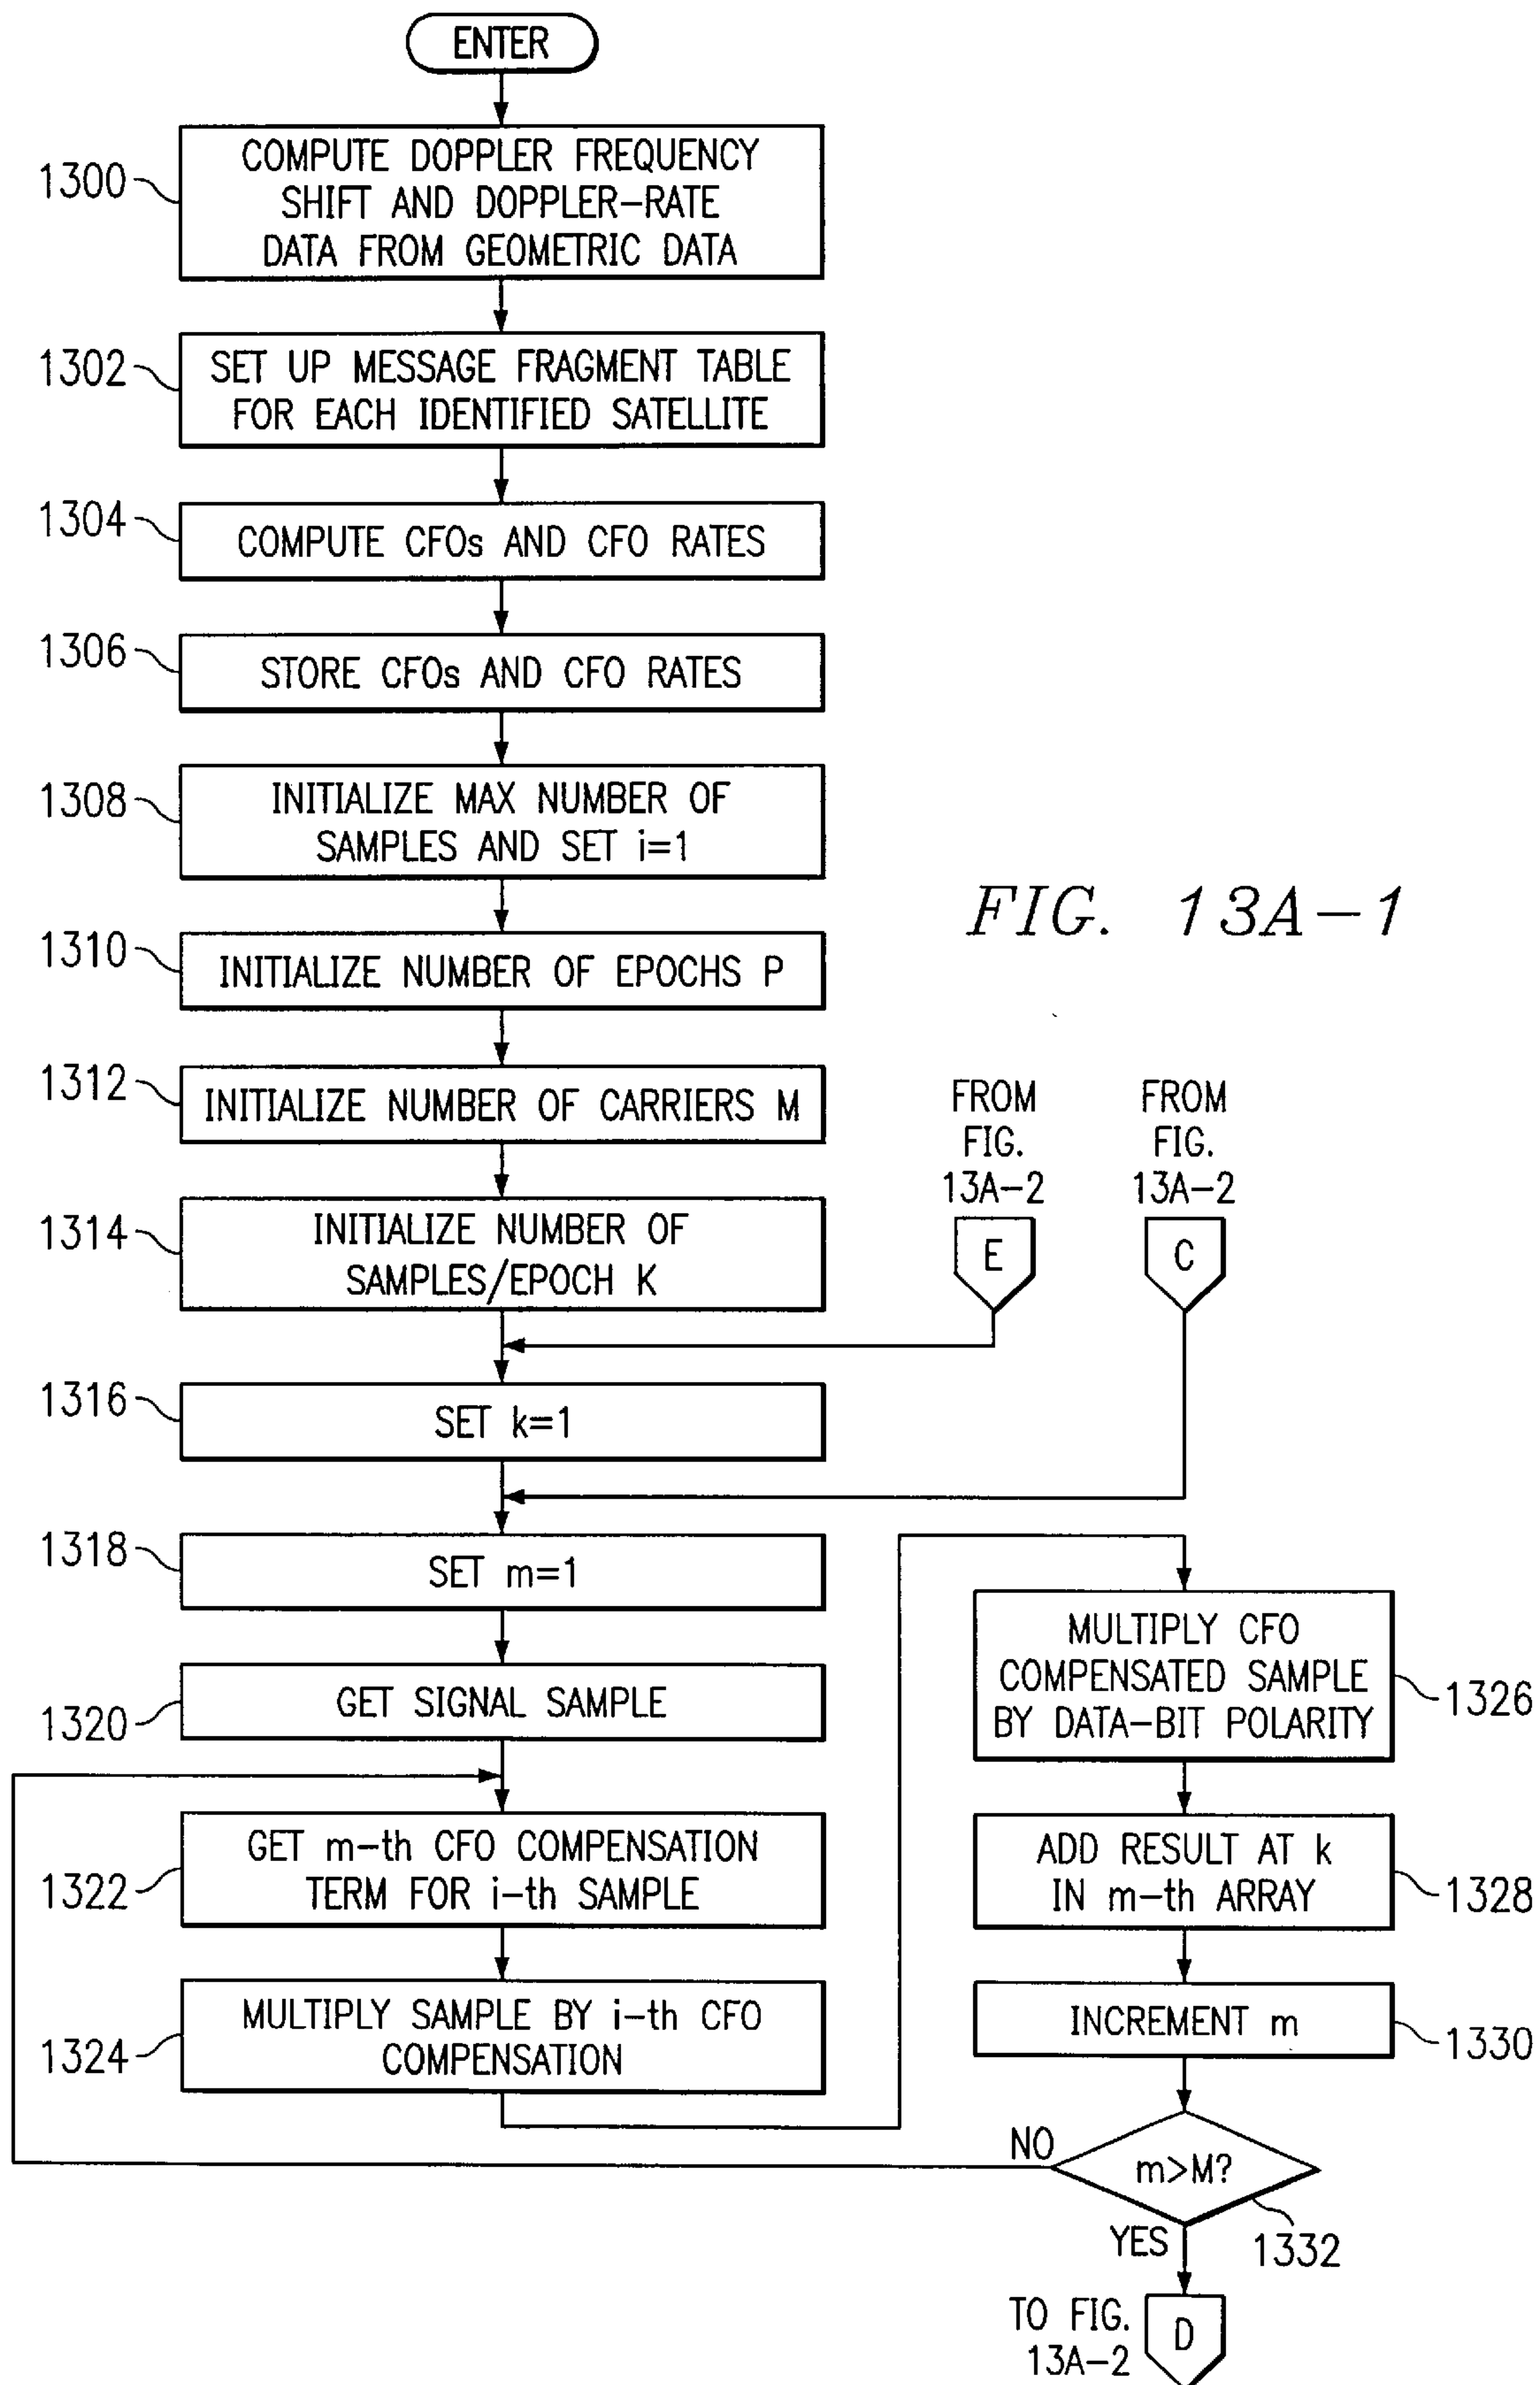 ENTER
1300
COMPUTE DOPPLER FREQUENCY
SHIFT AND DOPPLER-RATE
DATA FROM GEOMETRIC DATA
1302
SET UP MESSAGE FRAGMENT TABLE
FOR EACH IDENTIFIED SATELLITE
1304
COMPUTE CFOs AND CFO RATES
1306
STORE CFOs AND CFO RATES
1308
INITIALIZE MAX NUMBER OF
SAMPLES AND SET i=1
FIG. 13A-1
1310
INITIALIZE NUMBER OF EPOCHS P
1312
INITIALIZE NUMBER OF CARRIERS M
1314
INITIALIZE NUMBER OF
SAMPLES/EPOCH K
FROM
FIG.
13A-2
E
FROM
FIG.
13A-2
C
1316
SET k=1
1318
SET m=1
1320
GET SIGNAL SAMPLE
1322
GET m-th CFO COMPENSATION
TERM FOR i-th SAMPLE
1324
MULTIPLY SAMPLE BY i-th CFO
COMPENSATION
MULTIPLY CFO
COMPENSATED SAMPLE
BY DATA-BIT POLARITY
1326
ADD RESULT AT k
IN m-th ARRAY
1328
INCREMENT m
1330
NO
m>M?
1332
YES
TO FIG.
13A-2
D